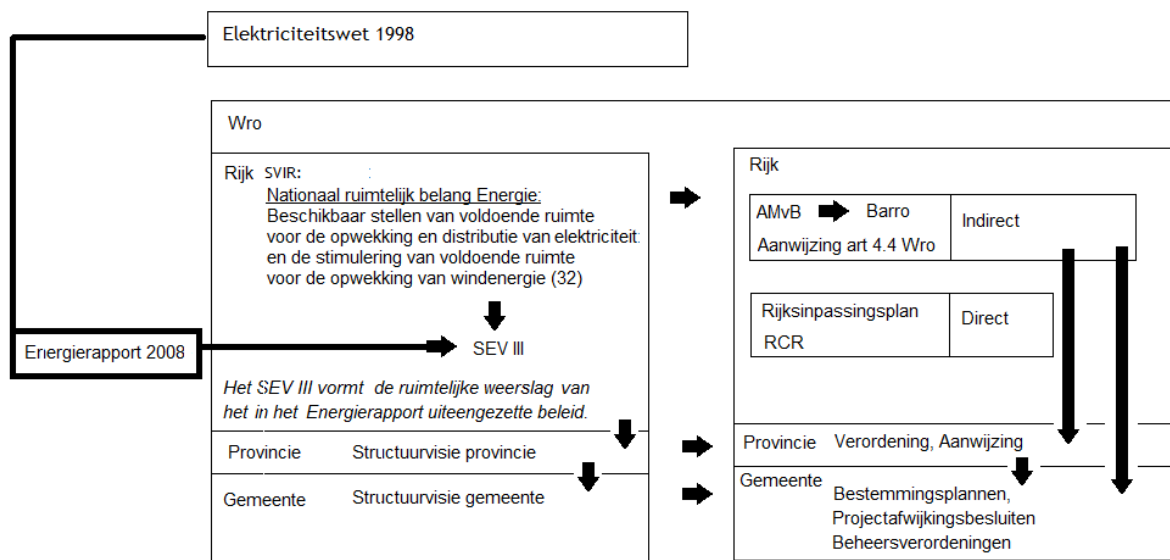 Elektriciteitswet 1998
Wro
Rijk SVIR: :
Nationaal ruimtelijk belang Energie:
Beschikbaar stellen van voldoende ruimte
voor de opwekking en distributie van elektriciteit:
en de stimulering van voldoende ruimte
voor de opwekking van windenergie (32)
Energierapport 2008
SEV III
Het SEV III vormt de ruimtelijke weerslag van
het in het Energierapport uiteengezette beleid.
Provincie Structuurvisie provincie
Gemeente Structuurvisie gemeente
Rijk
AMvB Barro
Aanwijzing art 4.4 Wro
Indirect
Rijksinpassingsplan
RCR
Direct
Provincie Verordening, Aanwijzing
Gemeente
Bestemmingsplannen,
Projectafwijkingsbesluiten
Beheersverordeningen